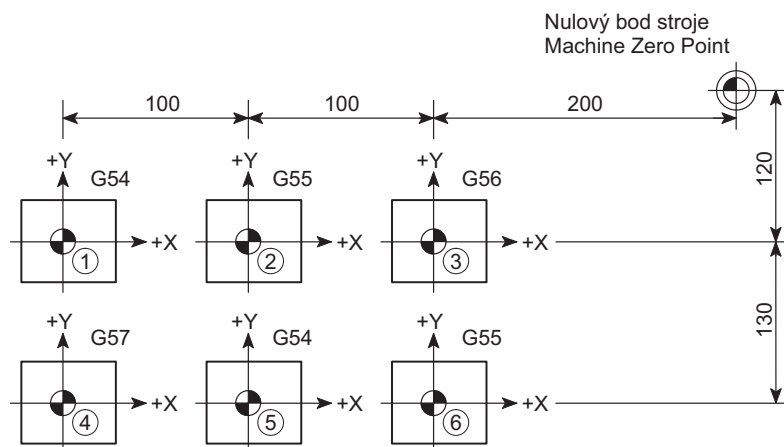 Nulový bod stroje
Machine Zero Point
100
100
200
120
+Y
G54
+Y
G55
+Y
G56
1
+X
2
+X
3
+X
130
+Y
G57
+Y
G54
+Y
G55
4
+X
5
+X
6
+X